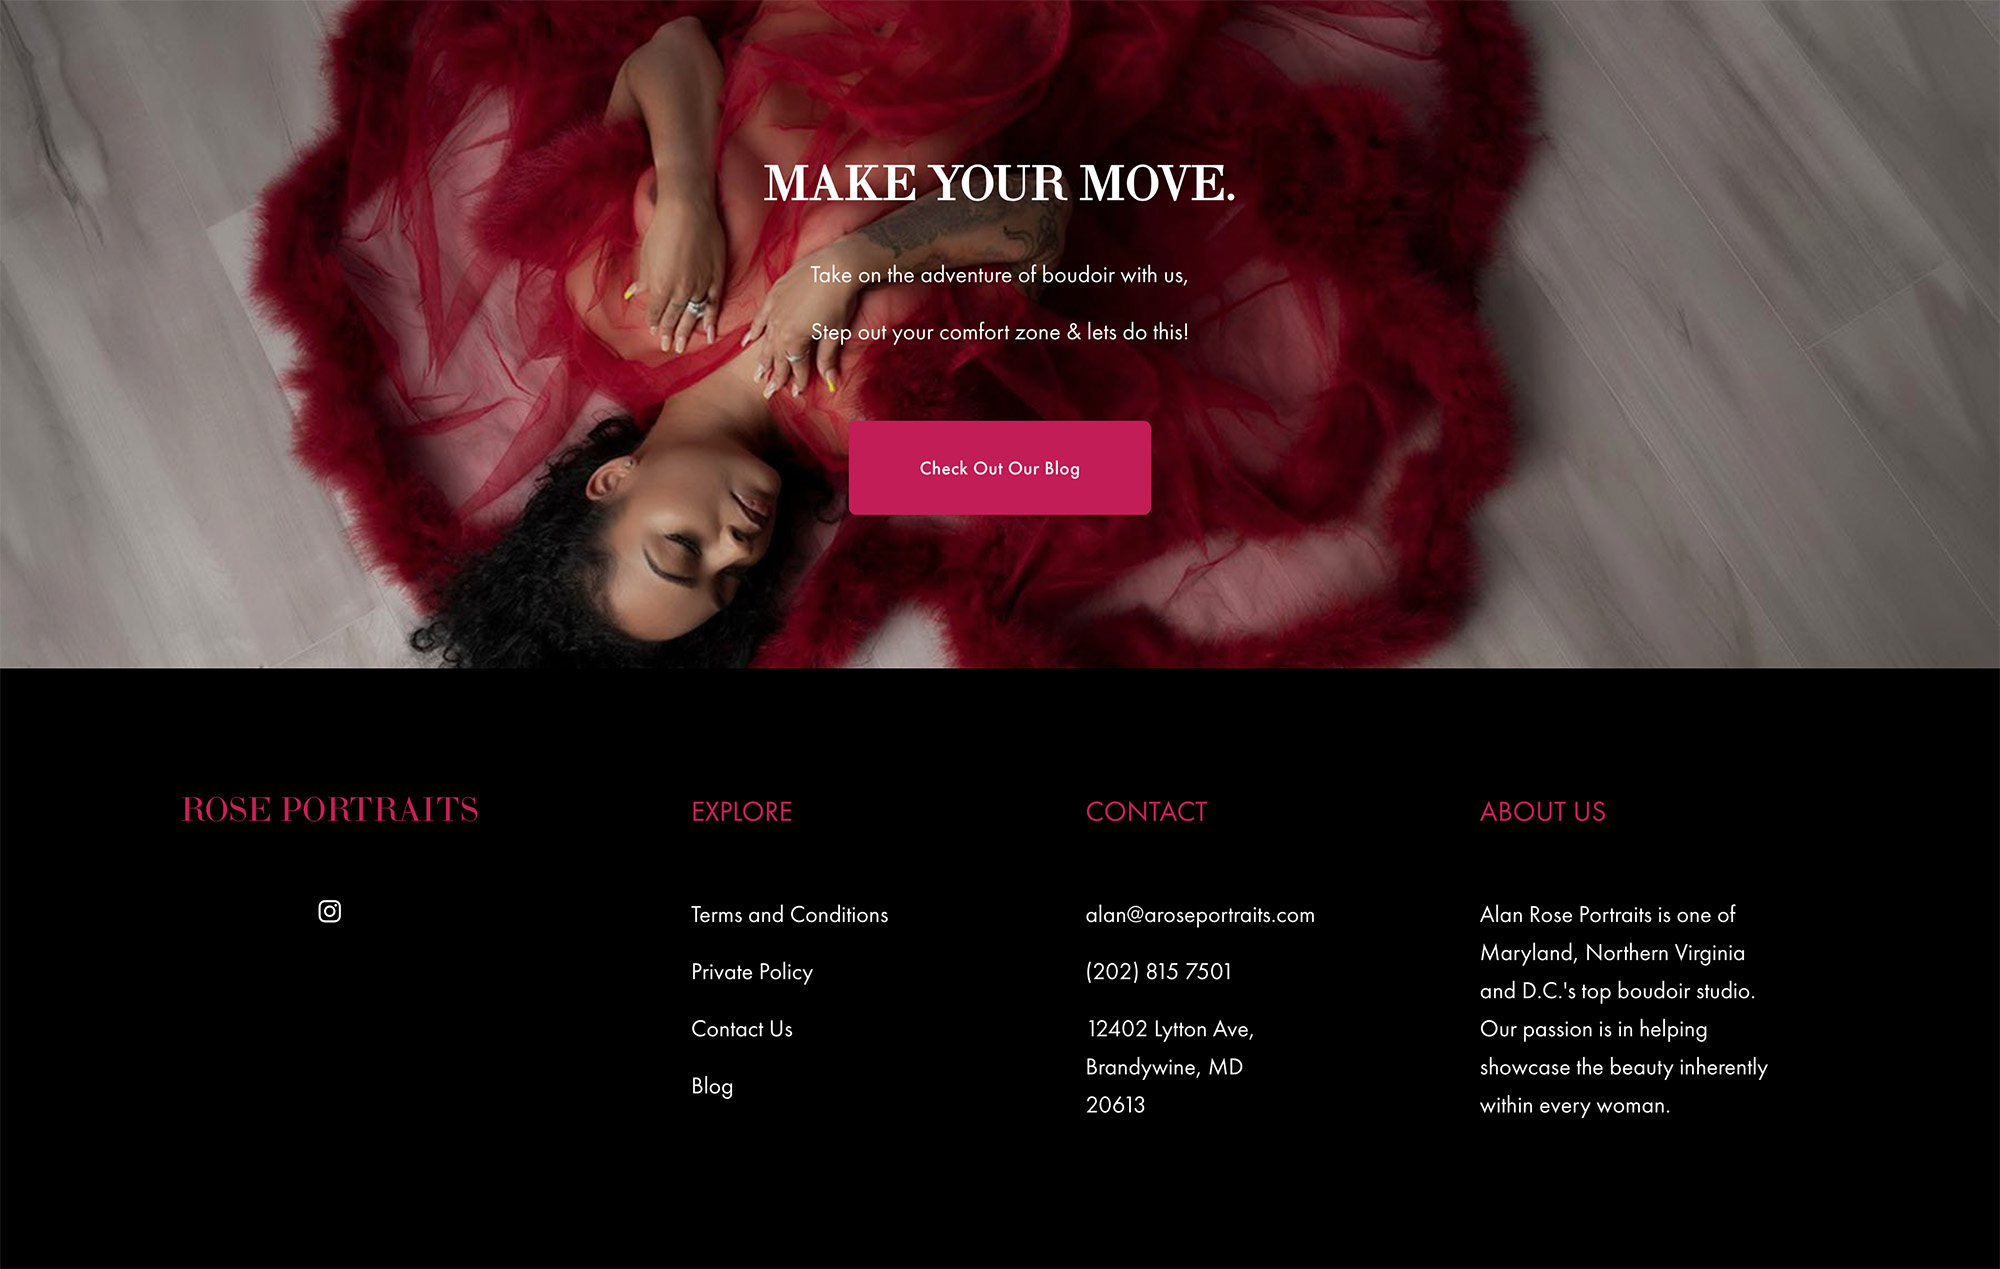 MAKE YOUR MOVE.
Take on the adventure of boudoir with us,
Step out your comfort zone & lets do this!
Check Out Our Blog
ROSE PORTRAITS
EXPLORE
Terms and Conditions
Private Policy
Contact Us
Blog
CONTACT
alan@aroseportraits.com
(202) 815 7501
12402 Lytton Ave,
Brandywine, MD
20613
ABOUT US
Alan Rose Portraits is one of
Maryland, Northern Virginia
and D.C.'s top boudoir studio.
Our passion is in helping
showcase the beauty inherently
within every woman.